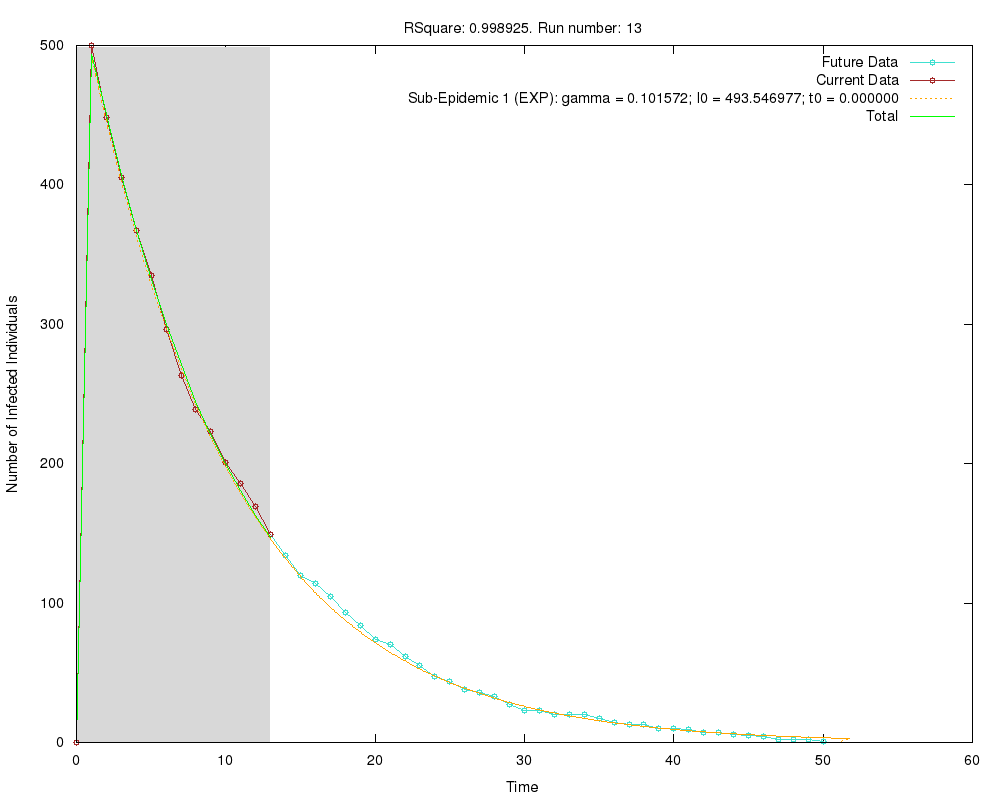 RSquare: 0.998925. Run number: 13
Future Data
Current Data
Sub-Epidemic 1 (EXP): gamma = 0.101572; I0 = 493.546977; t0 = 0.000000
Total
500
400
300
200
100
0
Number of Infected Individuals
0 10 20 30 40 50 60
Time